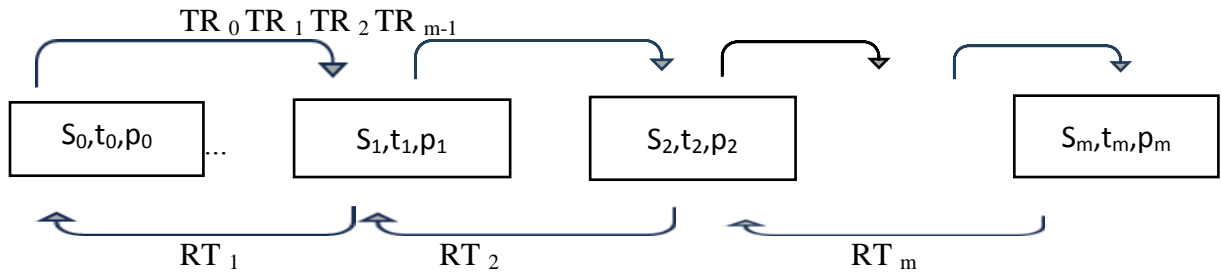 TR 0 TR 1 TR 2 TR m-1
S0,t0,p0 ... S1,t1,p1 S2,t2,p2 Sm,tm,pm
RT 1 RT 2 RT m